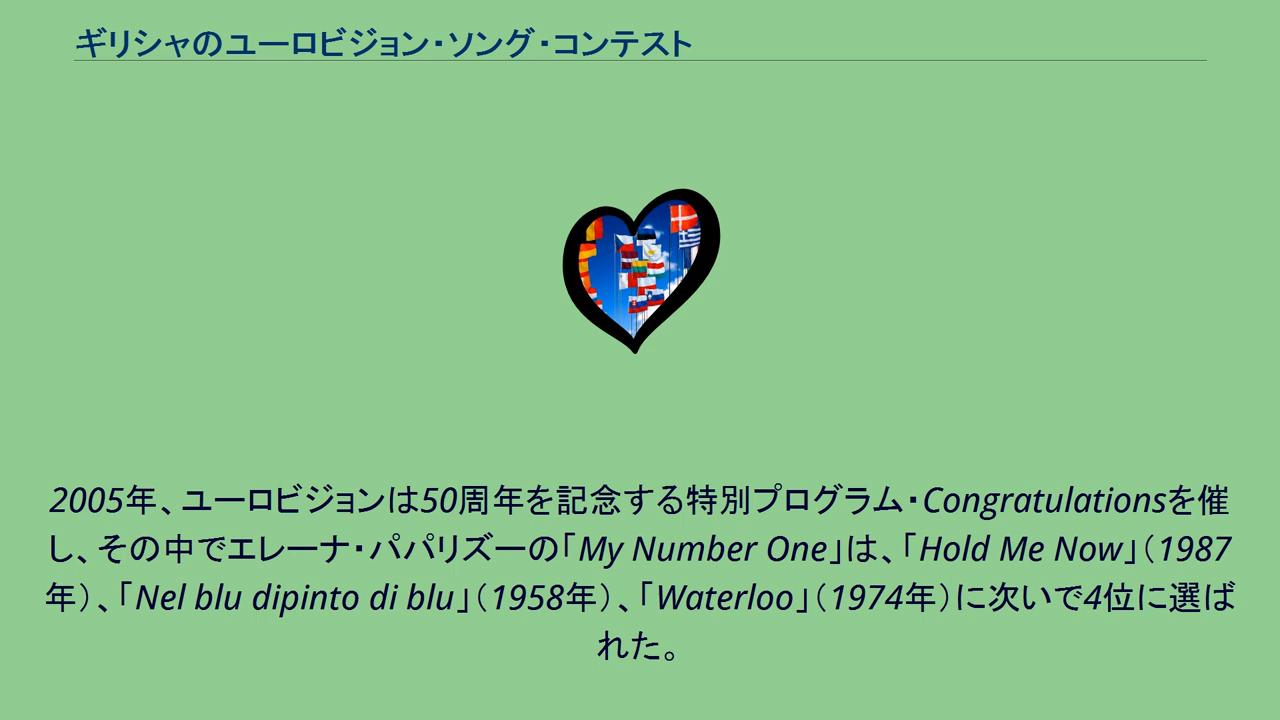 ギリシャのユーロビジョン・ソング・コンテスト
2005年、ユーロビジョンは50周年を記念する特別プログラム・Congratulationsを催
し、その中でエレーナ・パパリズーの「My Number One」は、「Hold Me Now」（1987
年）、「Nel blu dipinto di blu」（1958年）、「Waterloo」（1974年）に次いで4位に選ば
れた。